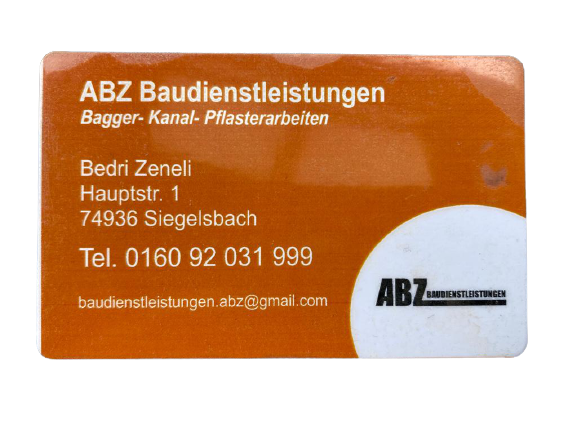 ABZ Baudienstleistungen
Bagger- Kanal- Pflasterarbeiten
Bedri Zeneli
Hauptstr. 1
74936 Siegelsbach
Tel. 0160 92 031 999
baudienstleistungen.abz@gmail.com
ABZ BAUDIENSTLEISTUNGEN